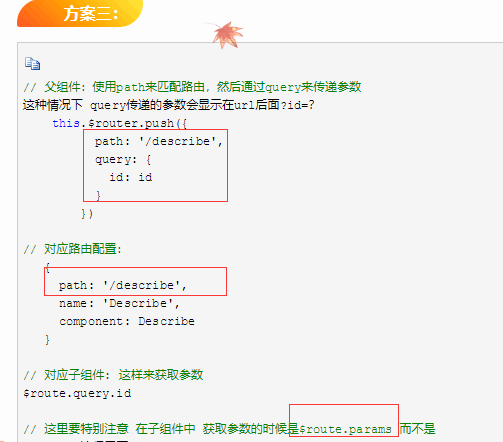 方案三：
// 父组件: 使用path来匹配路由，然后通过query来传递参数
这种情况下 query传递的参数会显示在url后面?id=?
this.$router.push({
path: '/describe',
query: {
id: id
}
})
// 对应路由配置:
{
path: '/describe',
name: 'Describe',
component: Describe
}
// 对应子组件: 这样来获取参数
$route.query.id
// 这里要特别注意 在子组件中 获取参数的时候是$route.params 而不是